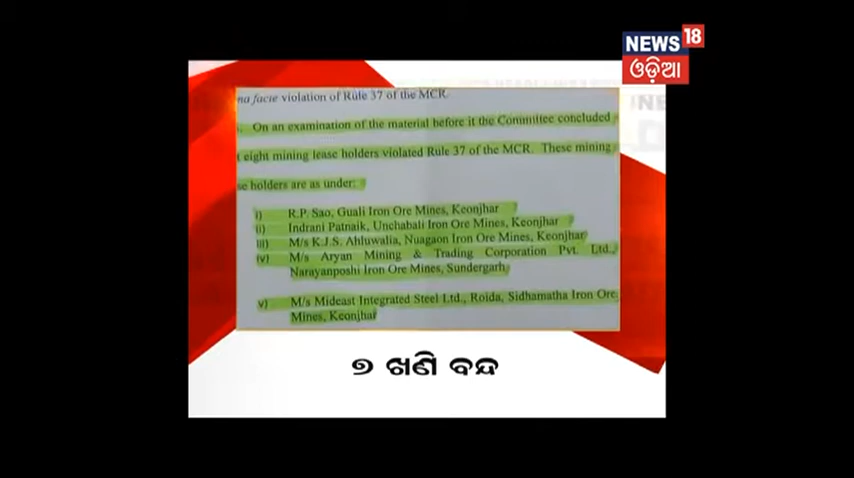 NEWS 18
ଓଡ଼ିଆ
na facie violation of Rule 37 of the MCR.
On an examination of the material before it the Committee concluded
t eight mining lease holders violated Rule 37 of the MCR. These mining
se holders are as under:
i) R.P. Sao, Guali Iron Ore Mines, Keonjhar
ii) Indrani Patnaik, Unchabali Iron Ore Mines, Keonjhar
iii) M/s K.J.S. Ahluwalia, Nuagaon Iron Ore Mines, Keonjhar
iv) M/s Aryan Mining & Trading Corporation Pvt. Ltd.,
Narayanposhi Iron Ore Mines, Sundergarh
v) M/s Mideast Integrated Steel Ltd., Roida, Sidhamatha Iron Ore
Mines, Keonjhar
୭ ଖଣି ବନ୍ଦ